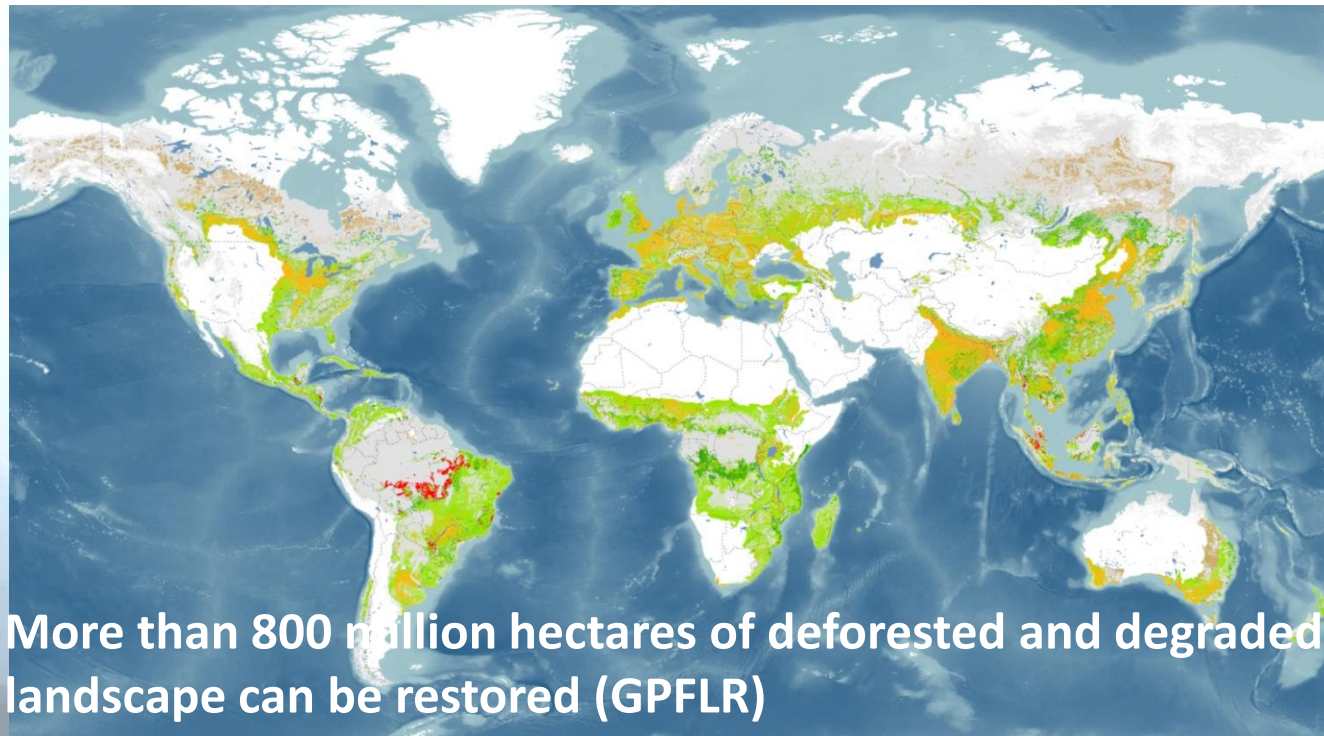 More than 800 million hectares of deforested and degraded
landscape can be restored (GPFLR)